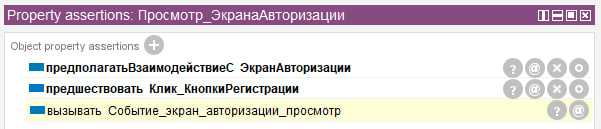 Property assertions: Просмотр_ЭкранаАвторизации
Object property assertions
предполагатьВзаимодействиеС ЭкранАвторизации
предшествовать Клик_КнопкиРегистрации
вызывать Событие_экран_авторизации_просмотр